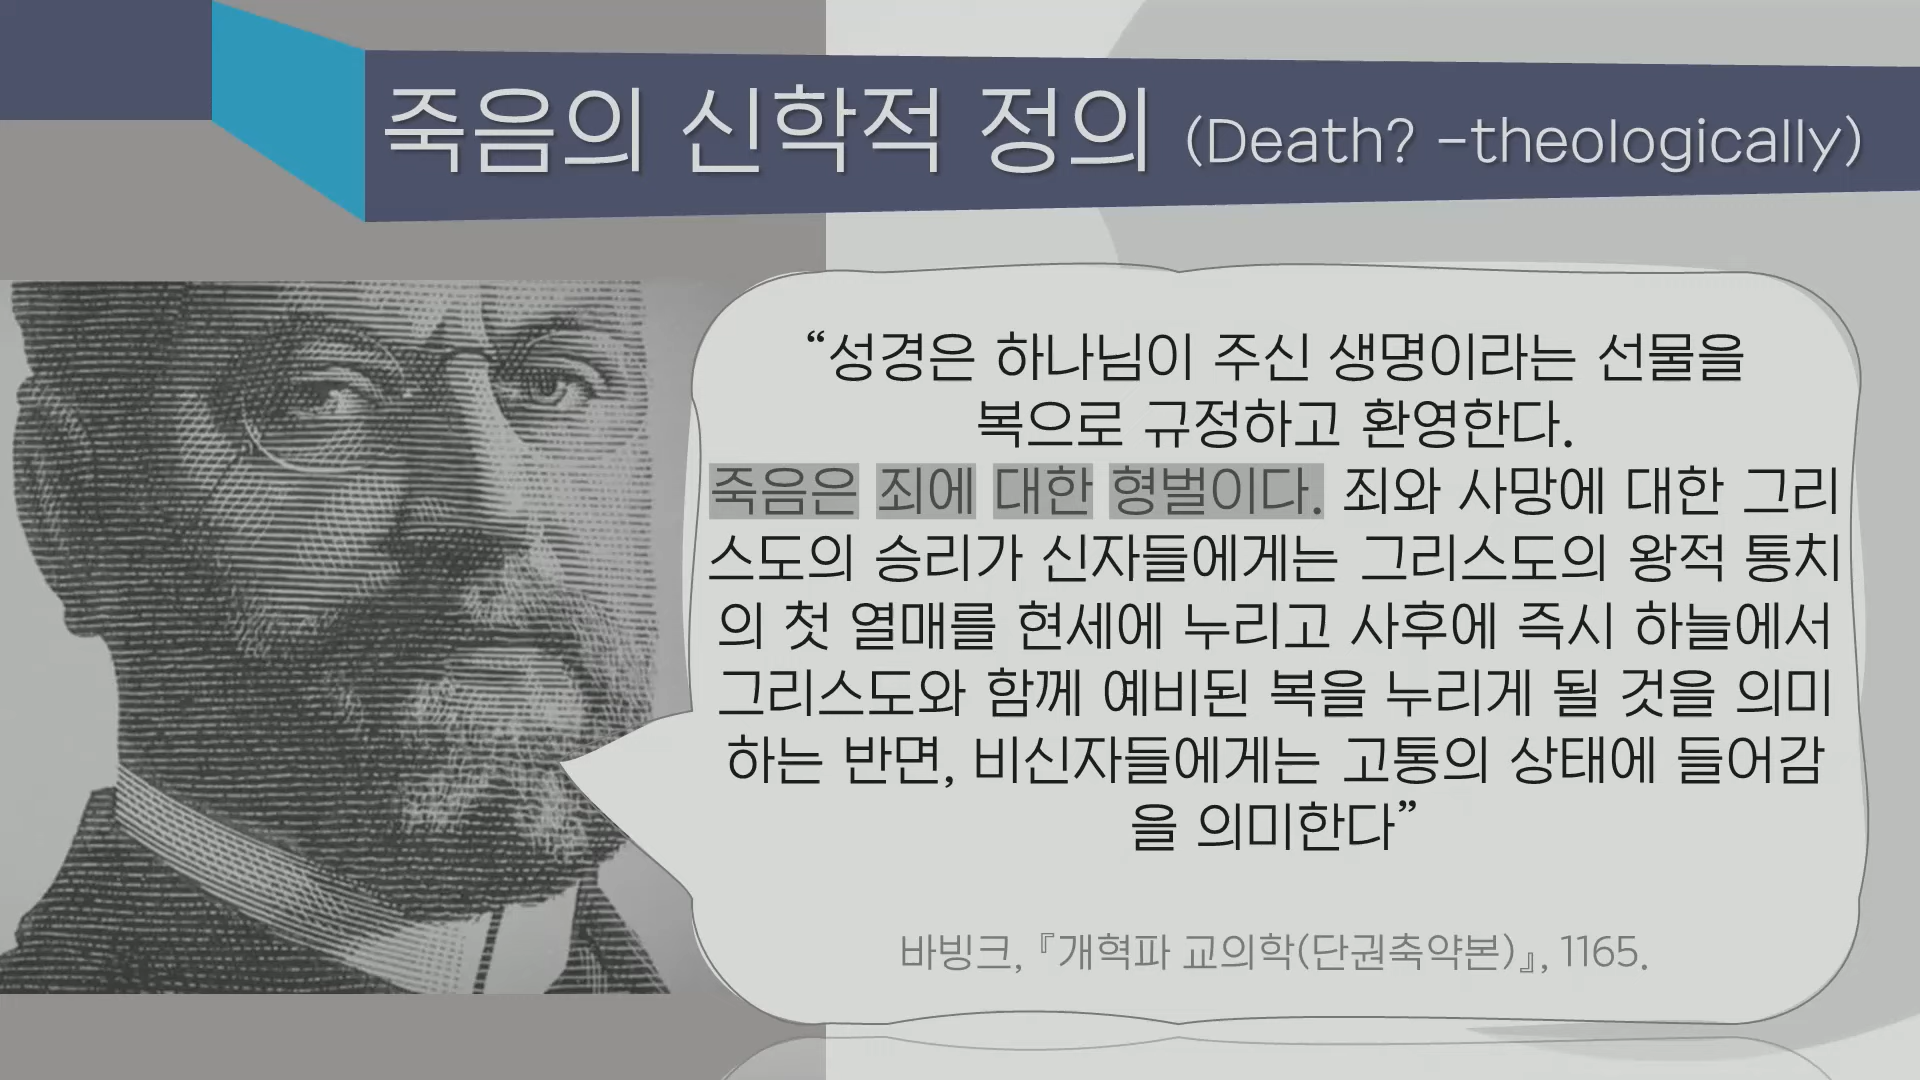 죽음의 신학적 정의 (Death? -theologically)
“성경은 하나님이 주신 생명이라는 선물을
복으로 규정하고 환영한다.
죽음은 죄에 대한 형벌이다. 죄와 사망에 대한 그리
스도의 승리가 신자들에게는 그리스도의 왕적 통치
의 첫 열매를 현세에 누리고 사후에 즉시 하늘에서
그리스도와 함께 예비된 복을 누리게 될 것을 의미
하는 반면, 비신자들에게는 고통의 상태에 들어감
을 의미한다”
바빙크, 『개혁파 교의학(단권축약본)』, 1165.